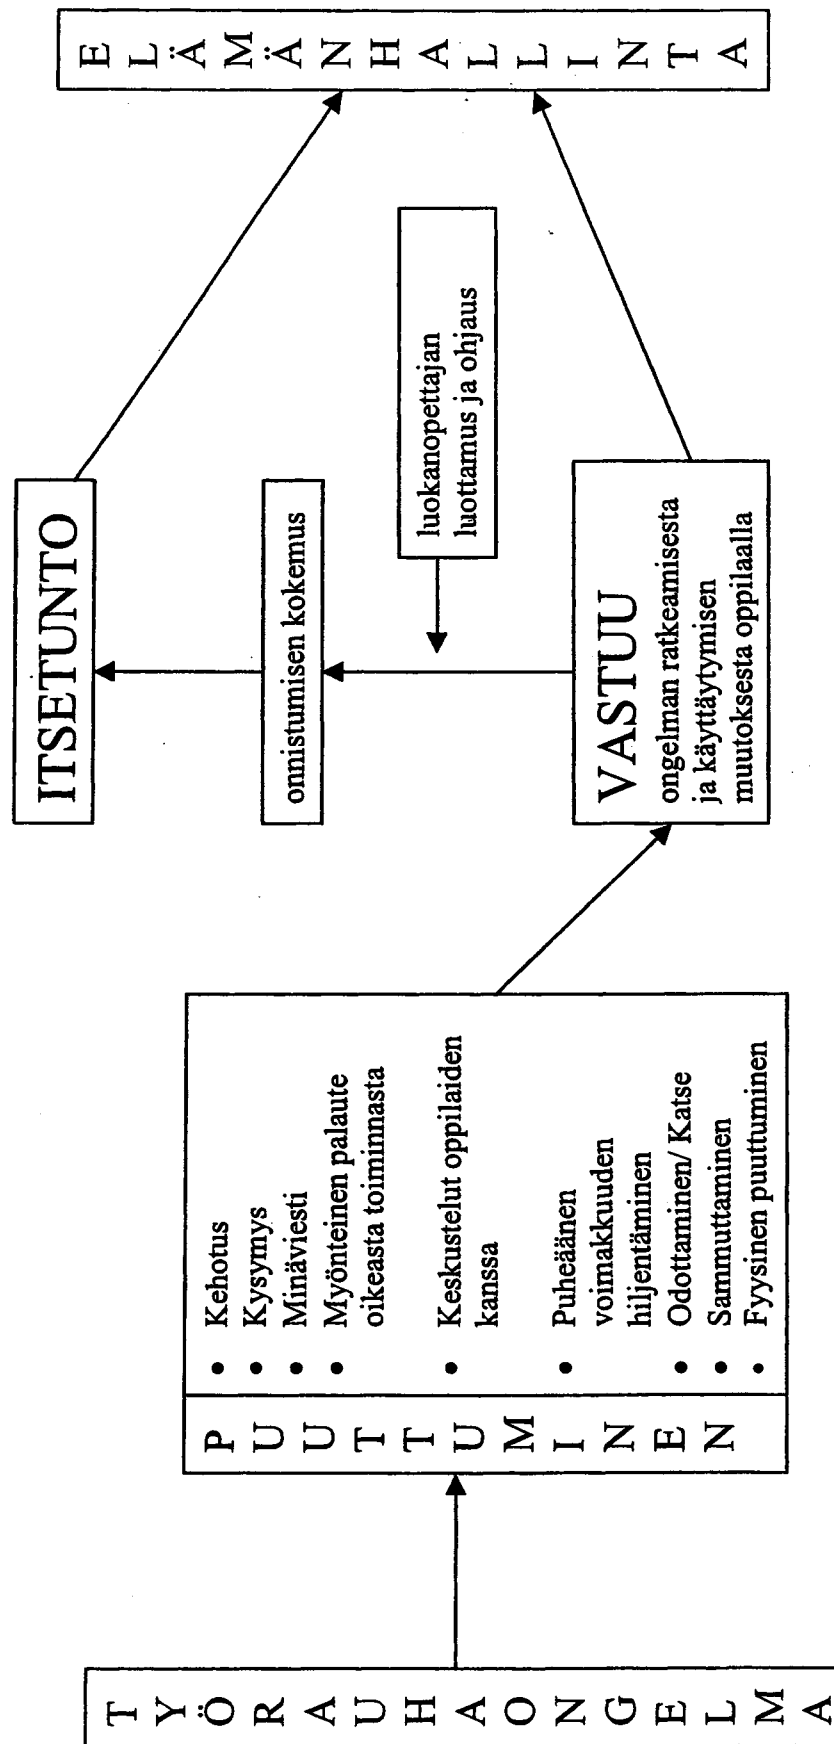 TYÖRAUHAONGELMA
PUUTTUMINEN
• Kehotus
• Kysymys
• Minäviesti
• Myönteinen palaute
oikeasta toiminnasta
• Keskustelut oppilaiden
kanssa
• Puheäänen
voimakkuuden
hiljentäminen
• Odottaminen/ Katse
• Sammuttaminen
• Fyysinen puuttuminen
ITSETUNTO
onnistumisen kokemus
luokanopettajan
luottamus ja ohjaus
VASTUU
ongelman ratkeamisesta
ja käyttäytymisen
muutoksesta oppilaalla
ELÄMÄNHALLINTA